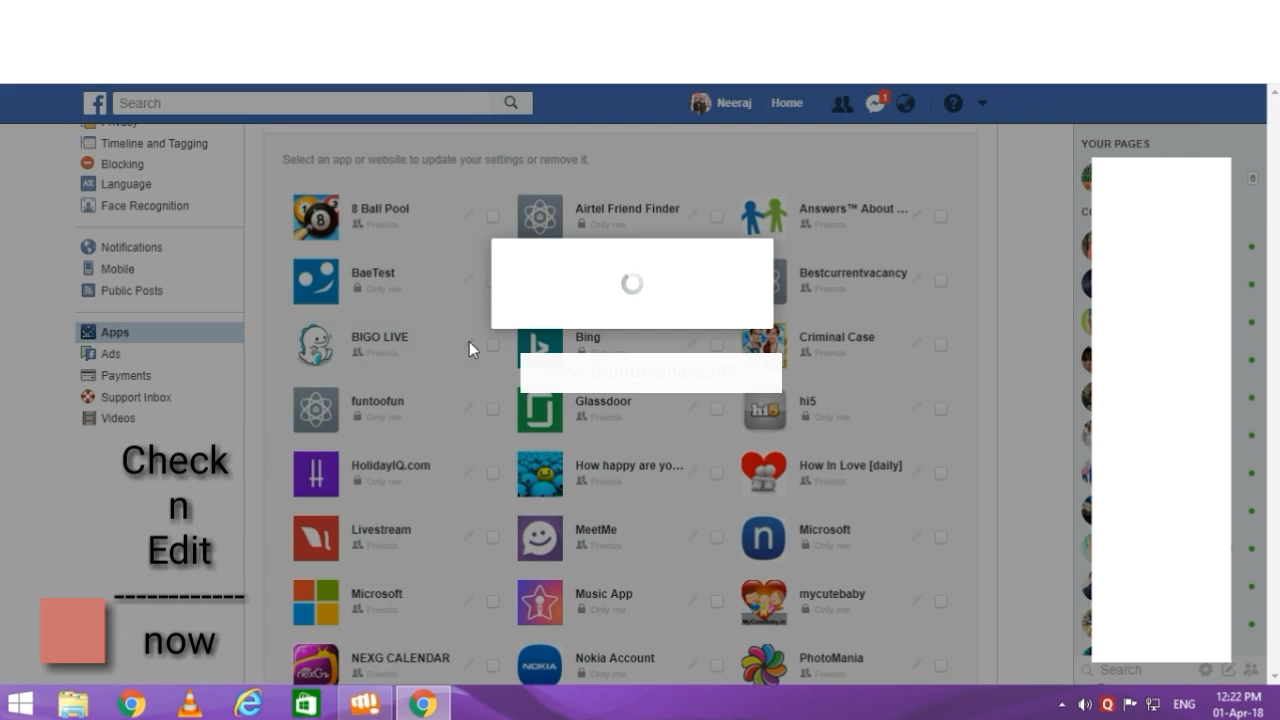 Search
Neeraj
Home
1
Privacy
Timeline and Tagging
Blocking
Language
Face Recognition
Notifications
Mobile
Public Posts
Apps
Ads
Payments
Support Inbox
Videos
Check
n
Edit
now
Select an app or website to update your settings or remove it.
8 Ball Pool
Friends
Airtel Friend Finder
Only me
Answers™ About ...
Friends
BaeTest
Only me
Bestcurrentvacancy
Friends
BIGO LIVE
Friends
Bing
Only me
Criminal Case
Friends
funtoofun
Only me
Glassdoor
Friends
hi5
hi5
Only me
HolidayIQ.com
Only me
How happy are yo...
Friends
How In Love [daily]
Friends
Livestream
Friends
MeetMe
Friends
n
Microsoft
Only me
Microsoft
Friends
Music App
Only me
mycutebaby
Only me
NEXG CALENDAR
Friends
NOKIA
Nokia Account
Only me
PhotoMania
Friends
YOUR PAGES
6
Search
ENG
12:22 PM
01-Apr-18